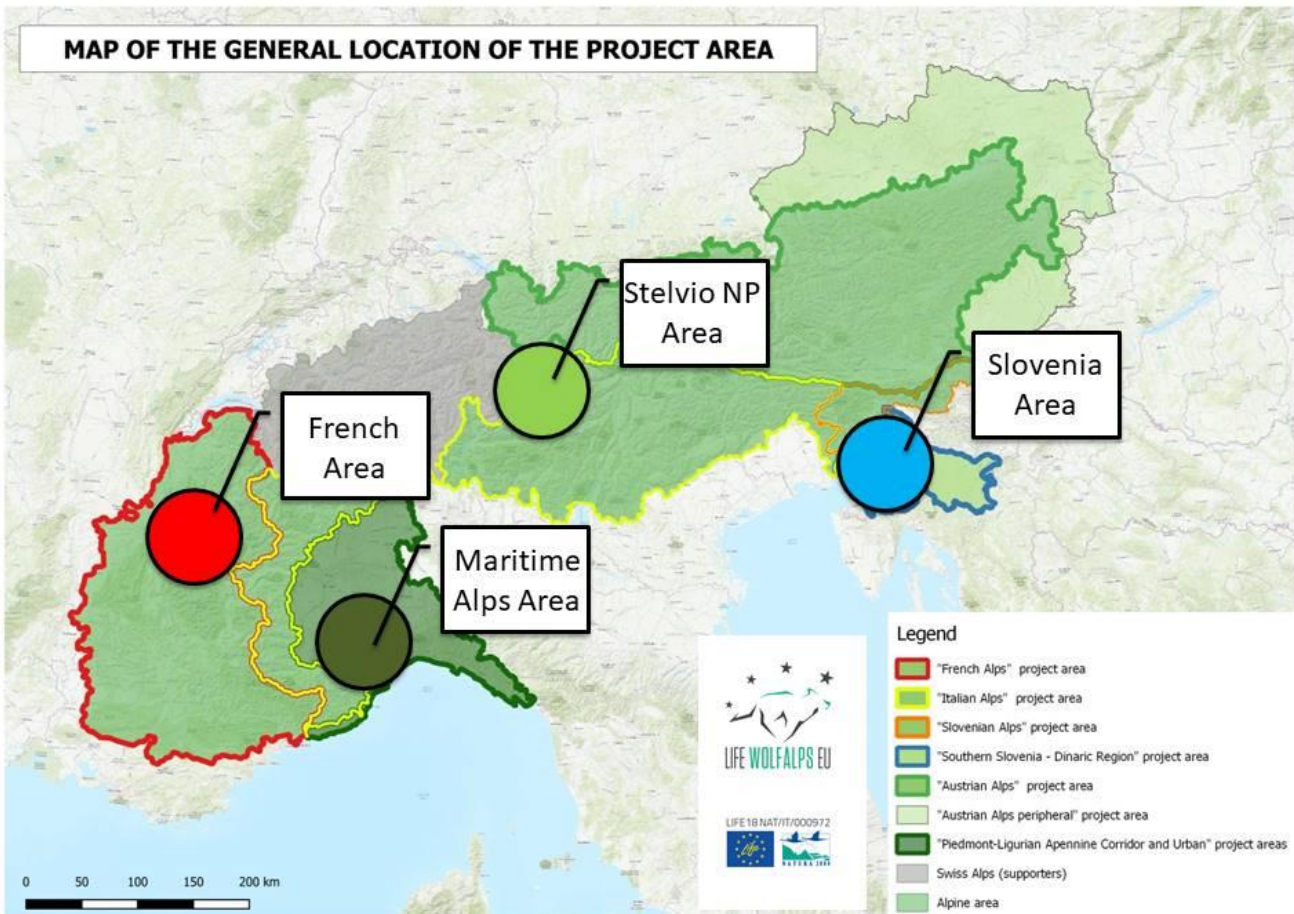 MAP OF THE GENERAL LOCATION OF THE PROJECT AREA
Stelvio NP
Area
Slovenia
Area
French
Area
Maritime
Alps Area
LIFE WOLFALPS EU
LIFE18 NAT/IT/000972
Life
NATURA 2000
Legend
"French Alps" project area
"Italian Alps" project area
"Slovenian Alps" project area
"Southern Slovenia - Dinaric Region" project area
"Austrian Alps" project area
"Austrian Alps peripheral" project area
"Piedmont-Ligurian Apennine Corridor and Urban" project areas
Swiss Alps (supporters)
Alpine area
0 50 100 150 200 km